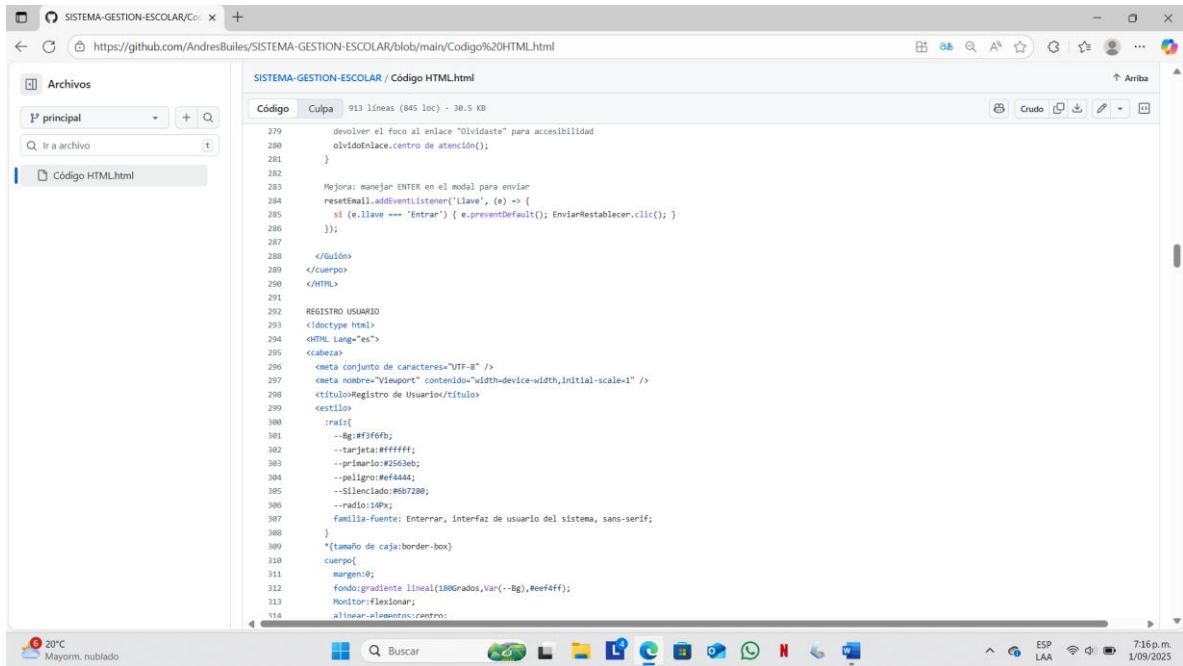 SISTEMA-GESTION-ESCOLAR/Coc
https://github.com/AndresBuiles/SISTEMA-GESTION-ESCOLAR/blob/main/Codigo%20HTML.html
Archivos
principal
Ir a archivo
t
Código HTML.html
SISTEMA-GESTION-ESCOLAR / Código HTML.html
Arriba
Código Culpa 913 líneas (845 loc) · 30.5 KB
Crudo
279 devolver el foco al enlace "Olvidaste" para accesibilidad
280 olvidoEnlace.centro de atención();
281 }
282
283 Mejora: manejar ENTER en el modal para enviar
284 resetEmail.addEventListener('Llave', (e) => {
285 si (e.llave === 'Entrar') { e.preventDefault(); EnviarRestablecer.clic(); }
286 });
287
288 </Guión>
289 </cuerpo>
290 </HTML>
291
292 REGISTRO USUARIO
293 <!doctype html>
294 <HTML Lang="es">
295 <cabeza>
296 <meta conjunto de caracteres="UTF-8" />
297 <meta nombre="Viewport" contenido="width=device-width,initial-scale=1" />
298 <título>Registro de Usuario</título>
299 <estilo>
300 :raíz{
301 --Bg:#f3f6fb;
302 --tarjeta:#ffffff;
303 --primario:#2563eb;
304 --peligro:#ef4444;
305 --Silenciado:#6b7280;
306 --radio:14Px;
307 familia-fuente: Enterrar, interfaz de usuario del sistema, sans-serif;
308 }
309 *{tamaño de caja:border-box}
310 cuerpo{
311 margen:0;
312 fondo:gradiente lineal(180Grados,Var(--Bg),#eef4ff);
313 Monitor:flexionar;
314 alinear-elementos:centro;
6
20°C
Mayorm. nublado
Buscar
ESP
LAA
7:16 p.m.
1/09/2025